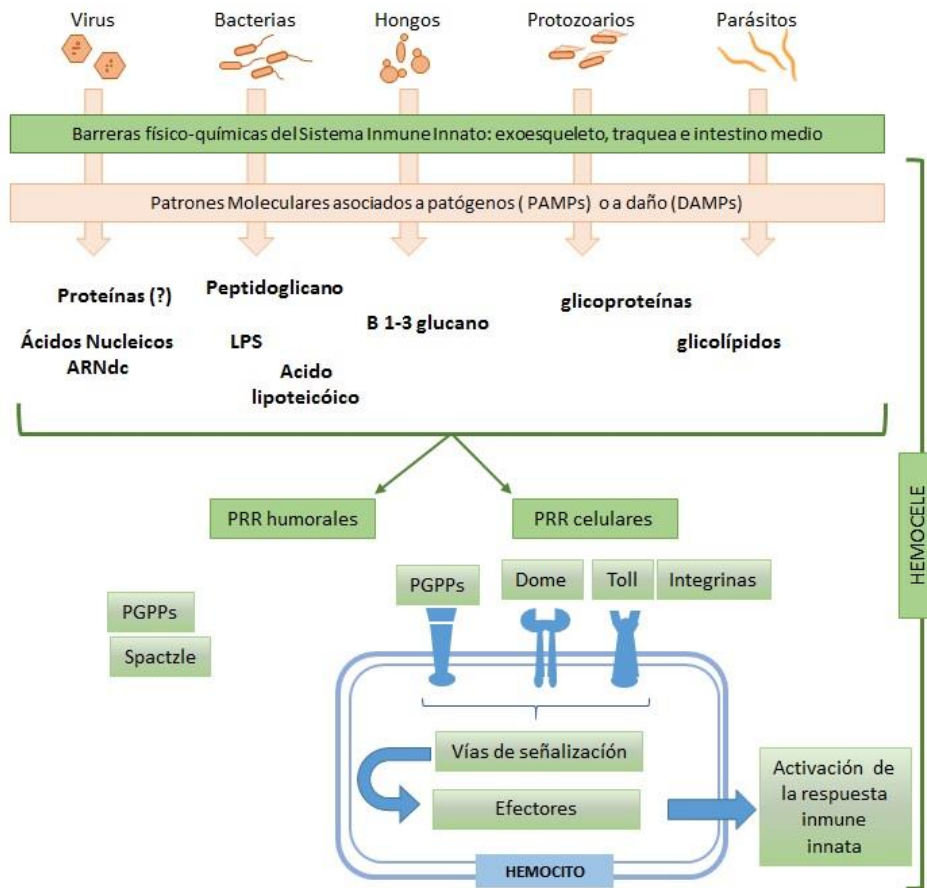 Virus
Bacterias
Hongos
Protozoarios
Parásitos
Barreras físico-químicas del Sistema Inmune Innato: exoesqueleto, traquea e intestino medio
Patrones Moleculares asociados a patógenos ( PAMPs) o a daño (DAMPs)
Proteínas (?)
Ácidos Nucleicos
ARNdc
Peptidoglicano
LPS
Acido
lipoteicóico
B 1-3 glucano
glicoproteínas
glicolípidos
HEMOCELE
PRR humorales
PRR celulares
PGPPs
Spactzle
PGPPs
Dome
Toll
Integrinas
Vías de señalizacíón
Efectores
HEMOCITO
Activación de
la respuesta
inmune
innata